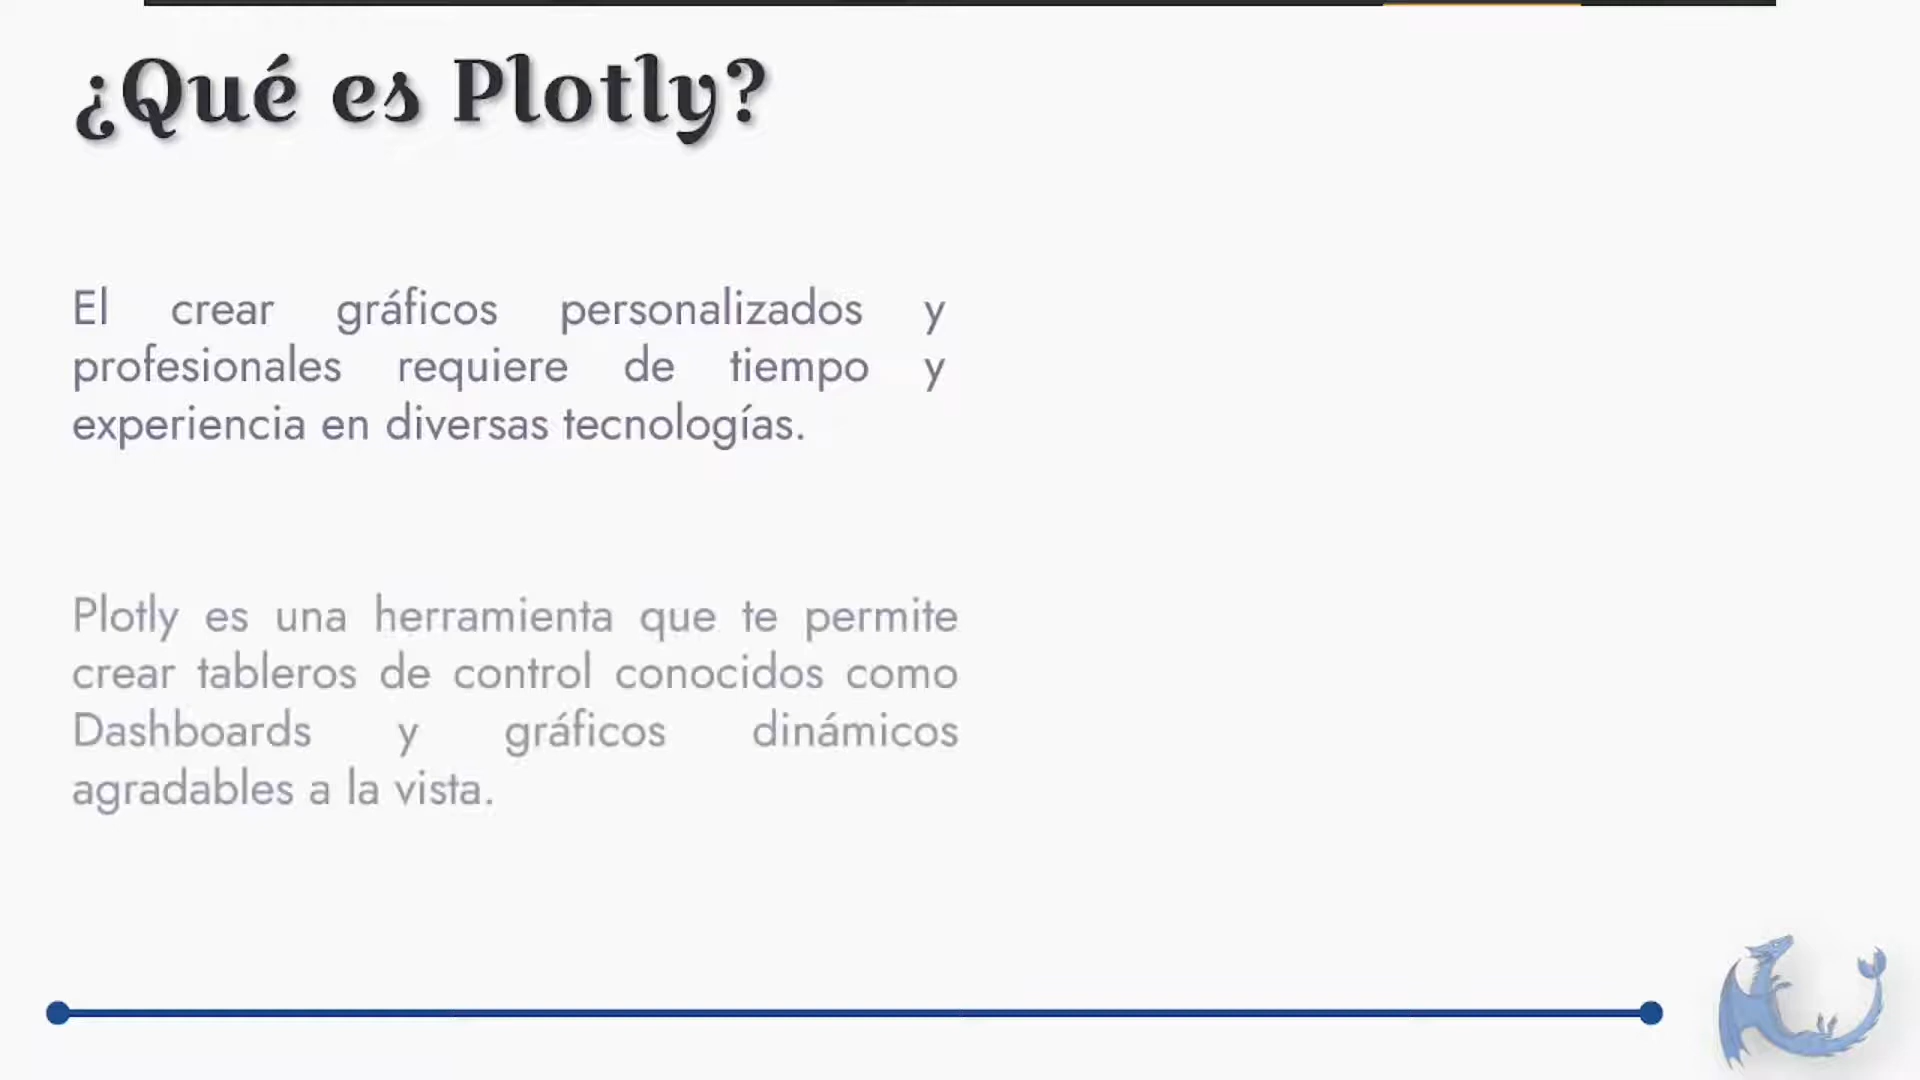 ¿Qué es Plotly?
El crear gráficos personalizados y
profesionales requiere de tiempo y
experiencia en diversas tecnologías.
Plotly es una herramienta que te permite
crear tableros de control conocidos como
Dashboards y gráficos dinámicos
agradables a la vista.